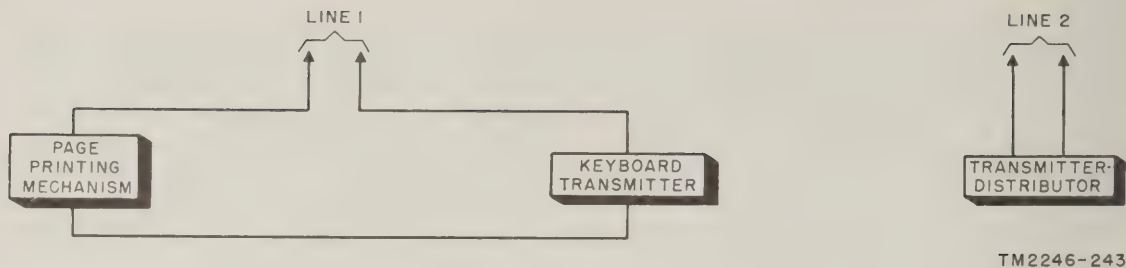 LINE 1
LINE 2
PAGE
PRINTING
MECHANISM
KEYBOARD
TRANSMITTER
TRANSMITTER-
DISTRIBUTOR
TM2246-243